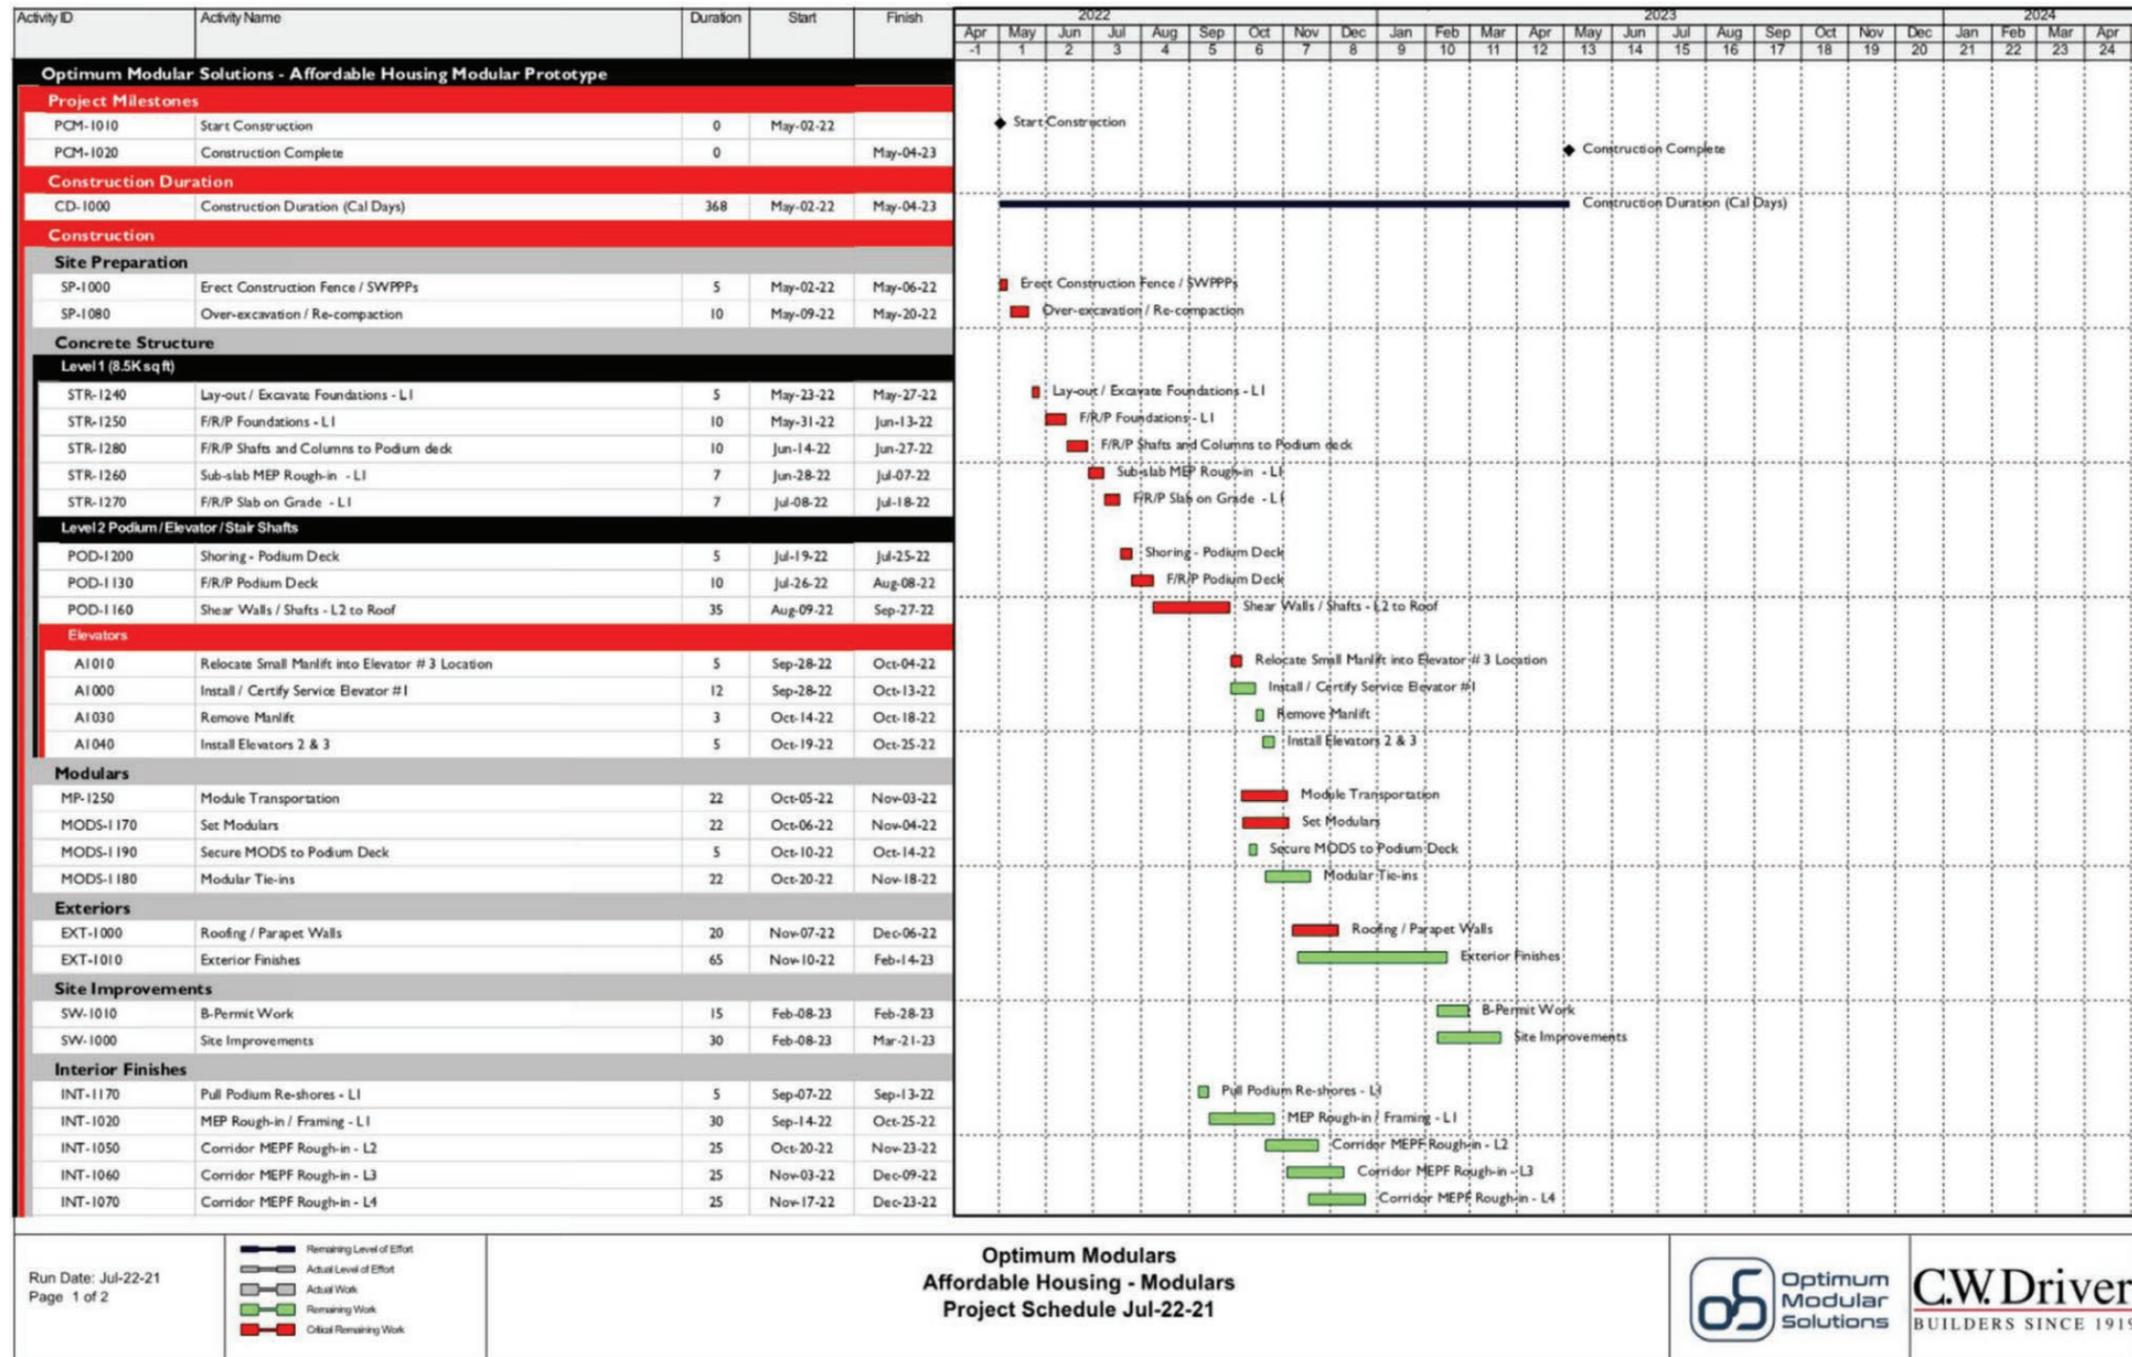 Activity ID Activity Name Duration Start Finish
2022 2023 2024
Apr May Jun Jul Aug Sep Oct Nov Dec Jan Feb Mar Apr May Jun Jul Aug Sep Oct Nov Dec Jan Feb Mar Apr
-1 1 2 3 4 5 6 7 8 9 10 11 12 13 14 15 16 17 18 19 20 21 22 23 24
Optimum Modular Solutions - Affordable Housing Modular Prototype
Project Milestones
PCM-1010 Start Construction 0 May-02-22 Start Construction
PCM-1020 Construction Complete 0 May-04-23 Construction Complete
Construction Duration
CD-1000 Construction Duration (Cal Days) 368 May-02-22 May-04-23 Construction Duration (Cal Days)
Construction
Site Preparation
SP-1000 Erect Construction Fence / SWPPPs 5 May-02-22 May-06-22 Erect Construction Fence / SWPPPs
SP-1080 Over-excavation / Re-compaction 10 May-09-22 May-20-22 Over-excavation / Re-compaction
Concrete Structure
Level 1 (8.5K sq ft)
STR-1240 Lay-out / Excavate Foundations - L1 5 May-23-22 May-27-22 Lay-out / Excavate Foundations - L1
STR-1250 F/R/P Foundations - L1 10 May-31-22 Jun-13-22 F/R/P Foundations - L1
STR-1280 F/R/P Shafts and Columns to Podium deck 10 Jun-14-22 Jun-27-22 F/R/P Shafts and Columns to Podium deck
STR-1260 Sub-slab MEP Rough-in - L1 7 Jun-28-22 Jul-07-22 Sub-slab MEP Rough-in - L1
STR-1270 F/R/P Slab on Grade - L1 7 Jul-08-22 Jul-18-22 F/R/P Slab on Grade - L1
Level 2 Podium / Elevator / Stair Shafts
POD-1200 Shoring - Podium Deck 5 Jul-19-22 Jul-25-22 Shoring - Podium Deck
POD-1130 F/R/P Podium Deck 10 Jul-26-22 Aug-08-22 F/R/P Podium Deck
POD-1160 Shear Walls / Shafts - L2 to Roof 35 Aug-09-22 Sep-27-22 Shear Walls / Shafts - L2 to Roof
Elevators
A1010 Relocate Small Manlift into Elevator # 3 Location 5 Sep-28-22 Oct-04-22 Relocate Small Manlift into Elevator # 3 Location
A1000 Install / Certify Service Elevator #1 12 Sep-28-22 Oct-13-22 Install / Certify Service Elevator #1
A1030 Remove Manlift 3 Oct-14-22 Oct-18-22 Remove Manlift
A1040 Install Elevators 2 & 3 5 Oct-19-22 Oct-25-22 Install Elevators 2 & 3
Modulars
MP-1250 Module Transportation 22 Oct-05-22 Nov-03-22 Module Transportation
MODS-1170 Set Modulars 22 Oct-06-22 Nov-04-22 Set Modulars
MODS-1190 Secure MODS to Podium Deck 5 Oct-10-22 Oct-14-22 Secure MODS to Podium Deck
MODS-1180 Modular Tie-ins 22 Oct-20-22 Nov-18-22 Modular Tie-ins
Exteriors
EXT-1000 Roofing / Parapet Walls 20 Nov-07-22 Dec-06-22 Roofing / Parapet Walls
EXT-1010 Exterior Finishes 65 Nov-10-22 Feb-14-23 Exterior Finishes
Site Improvements
SW-1010 B-Permit Work 15 Feb-08-23 Feb-28-23 B-Permit Work
SW-1000 Site Improvements 30 Feb-08-23 Mar-21-23 Site Improvements
Interior Finishes
INT-1170 Pull Podium Re-shores - L1 5 Sep-07-22 Sep-13-22 Pull Podium Re-shores - L1
INT-1020 MEP Rough-in / Framing - L1 30 Sep-14-22 Oct-25-22 MEP Rough-in / Framing - L1
INT-1050 Corridor MEPF Rough-in - L2 25 Oct-20-22 Nov-23-22 Corridor MEPF Rough-in - L2
INT-1060 Corridor MEPF Rough-in - L3 25 Nov-03-22 Dec-09-22 Corridor MEPF Rough-in - L3
INT-1070 Corridor MEPF Rough-in - L4 25 Nov-17-22 Dec-23-22 Corridor MEPF Rough-in - L4
Run Date: Jul-22-21
Page 1 of 2
Remaining Level of Effort
Actual Level of Effort
Actual Work
Remaining Work
Critical Remaining Work
Optimum Modulars
Affordable Housing - Modulars
Project Schedule Jul-22-21
Optimum
Modular
Solutions
C.W. Driver
BUILDERS SINCE 1919